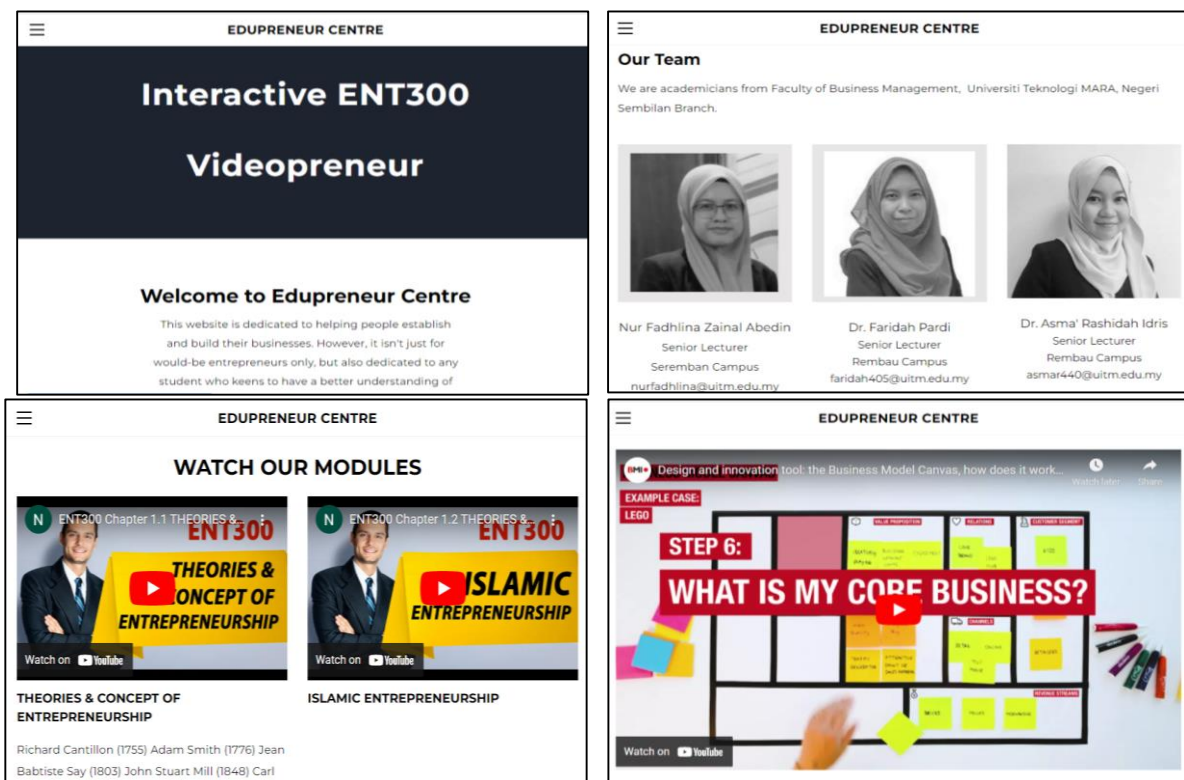 EDUPRENEUR CENTRE
Interactive ENT300
Videopreneur
Welcome to Edupreneur Centre
This website is dedicated to helping people establish
and build their businesses. However, it isn't just for
would-be entrepreneurs only, but also dedicated to any
student who keens to have a better understanding of
EDUPRENEUR CENTRE
Our Team
We are academicians from Faculty of Business Management, Universiti Teknologi MARA, Negeri
Sembilan Branch.
Nur Fadhlina Zainal Abedin
Senior Lecturer
Seremban Campus
nurfadhlina@uitm.edu.my
Dr. Faridah Pardi
Senior Lecturer
Rembau Campus
faridah405@uitm.edu.my
Dr. Asma' Rashidah Idris
Senior Lecturer
Rembau Campus
asmar440@uitm.edu.my
EDUPRENEUR CENTRE
WATCH OUR MODULES
N
ENT300 Chapter 1.1 THEORIES &...
ENT300
THEORIES &
CONCEPT OF
ENTREPRENEURSHIP
Watch on YouTube
THEORIES & CONCEPT OF
ENTREPRENEURSHIP
Richard Cantillon (1755) Adam Smith (1776) Jean
Babtiste Say (1803) John Stuart Mill (1848) Carl
N
ENT300 Chapter 1.2 THEORIES &...
ENT300
ISLAMIC
ENTREPRENEURSHIP
Watch on YouTube
ISLAMIC ENTREPRENEURSHIP
EDUPRENEUR CENTRE
BMI
Design and innovation tool: the Business Model Canvas, how does it work...
Watch later
Share
EXAMPLE CASE:
LEGO
VALUE PROPOSITION
RELATIONS
CUSTOMER SEGMENT
STEP 6:
WHAT IS MY CORE BUSINESS?
CHANNELS
REVENUE STREAMS
Watch on YouTube